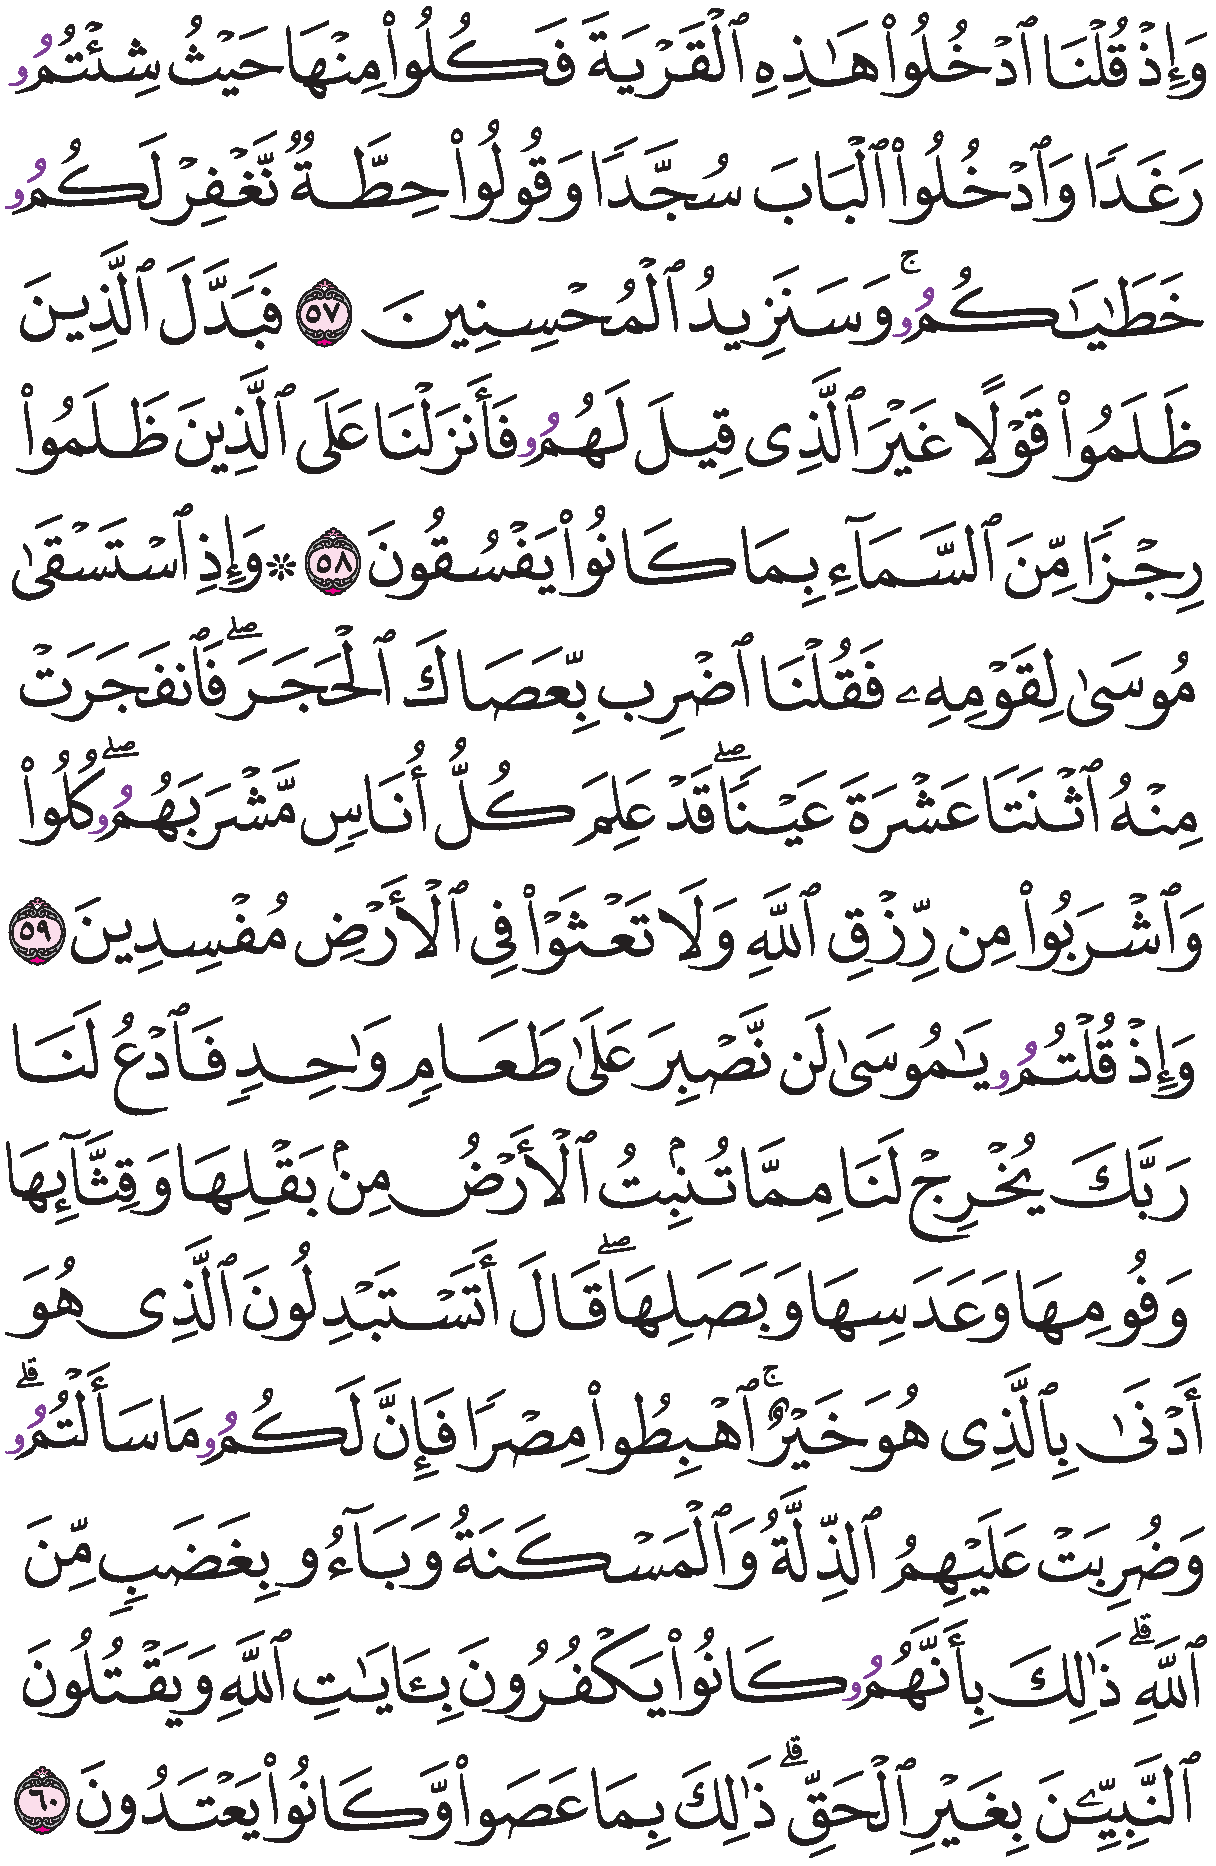 وَإِذْ قُلْنَا ٱدْخُلُوا۟ هَٰذِهِ ٱلْقَرْيَةَ فَكُلُوا۟ مِنْهَا حَيْثُ شِئْتُمُۥ
رَغَدًا وَٱدْخُلُوا۟ ٱلْبَابَ سُجَّدًا وَقُولُوا۟ حِطَّةٌ نَّغْفِرْ لَكُمُۥ
خَطَٰيَٰكُمُۥۚ وَسَنَزِيدُ ٱلْمُحْسِنِينَ ٥٧ فَبَدَّلَ ٱلَّذِينَ
ظَلَمُوا۟ قَوْلًا غَيْرَ ٱلَّذِى قِيلَ لَهُمُۥ فَأَنزَلْنَا عَلَى ٱلَّذِينَ ظَلَمُوا۟
رِجْزًا مِّنَ ٱلسَّمَآءِ بِمَا كَانُوا۟ يَفْسُقُونَ ٥٨ ۞ وَإِذِ ٱسْتَسْقَىٰ
مُوسَىٰ لِقَوْمِهِۦ فَقُلْنَا ٱضْرِب بِّعَصَاكَ ٱلْحَجَرَۖ فَٱنفَجَرَتْ
مِنْهُ ٱثْنَتَا عَشْرَةَ عَيْنًاۖ قَدْ عَلِمَ كُلُّ أُنَاسٍ مَّشْرَبَهُمُۥۖ كُلُوا۟
وَٱشْرَبُوا۟ مِن رِّزْقِ ٱللَّهِ وَلَا تَعْثَوْا۟ فِى ٱلْأَرْضِ مُفْسِدِينَ ٥٩
وَإِذْ قُلْتُمُۥ يَٰمُوسَىٰ لَن نَّصْبِرَ عَلَىٰ طَعَامٍ وَٰحِدٍ فَٱدْعُ لَنَا
رَبَّكَ يُخْرِجْ لَنَا مِمَّا تُنۢبِتُ ٱلْأَرْضُ مِنۢ بَقْلِهَا وَقِثَّآئِهَا
وَفُومِهَا وَعَدَسِهَا وَبَصَلِهَاۖ قَالَ أَتَسْتَبْدِلُونَ ٱلَّذِى هُوَ
أَدْنَىٰ بِٱلَّذِى هُوَ خَيْرٌۚ ٱهْبِطُوا۟ مِصْرًا فَإِنَّ لَكُمُۥ مَا سَأَلْتُمُۥۗ
وَضُرِبَتْ عَلَيْهِمُ ٱلذِّلَّةُ وَٱلْمَسْكَنَةُ وَبَآءُو بِغَضَبٍ مِّنَ
ٱللَّهِۗ ذَٰلِكَ بِأَنَّهُمُۥ كَانُوا۟ يَكْفُرُونَ بِـَٔايَٰتِ ٱللَّهِ وَيَقْتُلُونَ
ٱلنَّبِيِّـۧنَ بِغَيْرِ ٱلْحَقِّۗ ذَٰلِكَ بِمَا عَصَوا۟ وَّكَانُوا۟ يَعْتَدُونَ ٦٠